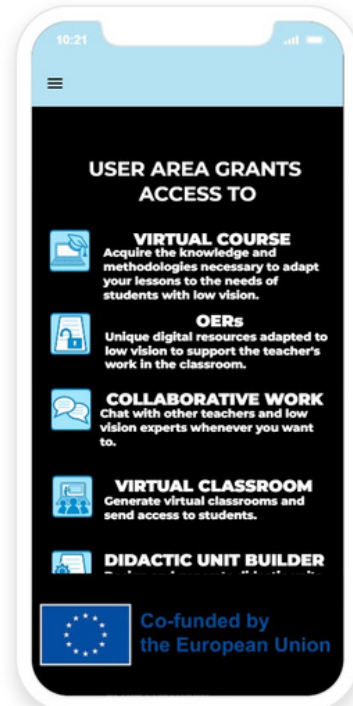 10:21
USER AREA GRANTS
ACCESS TO
VIRTUAL COURSE
Acquire the knowledge and
methodologies necessary to adapt
your lessons to the needs of
students with low vision.
OERs
Unique digital resources adapted to
low vision to support the teacher's
work in the classroom.
COLLABORATIVE WORK
Chat with other teachers and low
vision experts whenever you want
to.
VIRTUAL CLASSROOM
Generate virtual classrooms and
send access to students.
DIDACTIC UNIT BUILDER
Co-funded by
the European Union